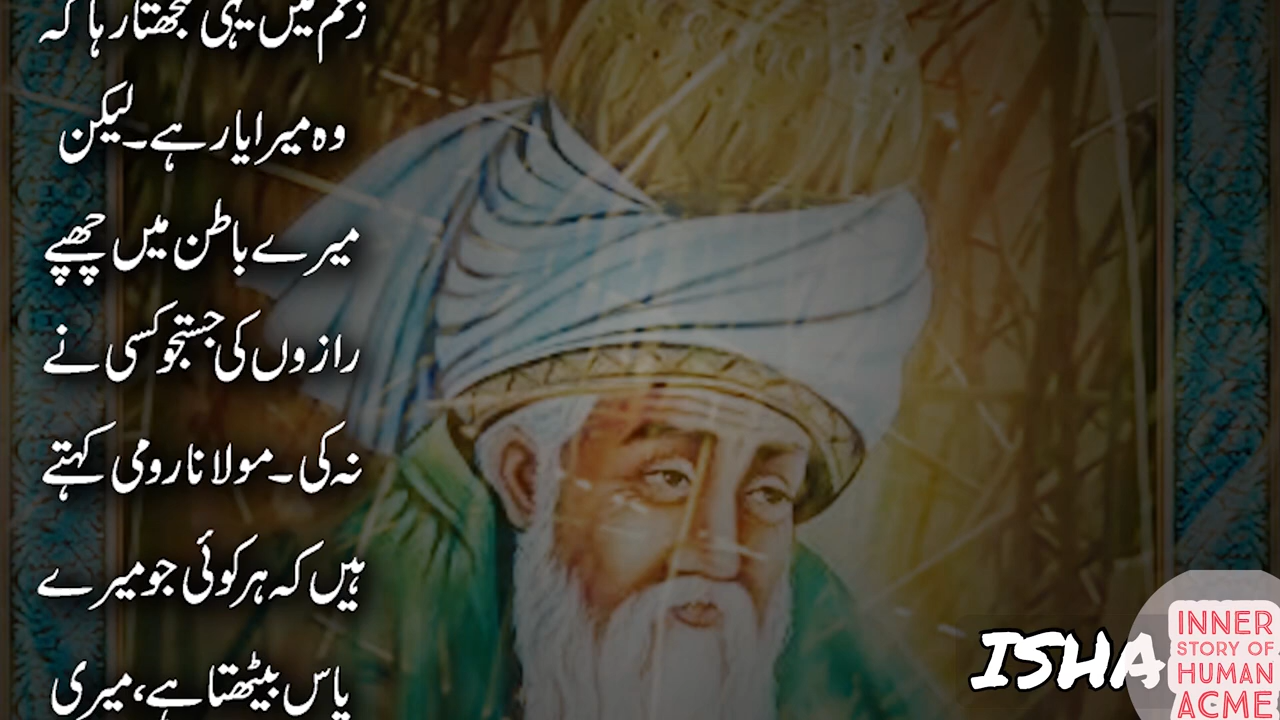 زعم میں یہی سمجھتا رہا کہ
وہ میرا یار ہے۔ لیکن
میرے باطن میں چھپے
رازوں کی جستجو کسی نے
نہ کی۔ مولانا رومی کہتے
ہیں کہ ہر کوئی جو میرے
پاس بیٹھتا ہے، میری
ISHA
INNER
STORY OF
HUMAN
ACME